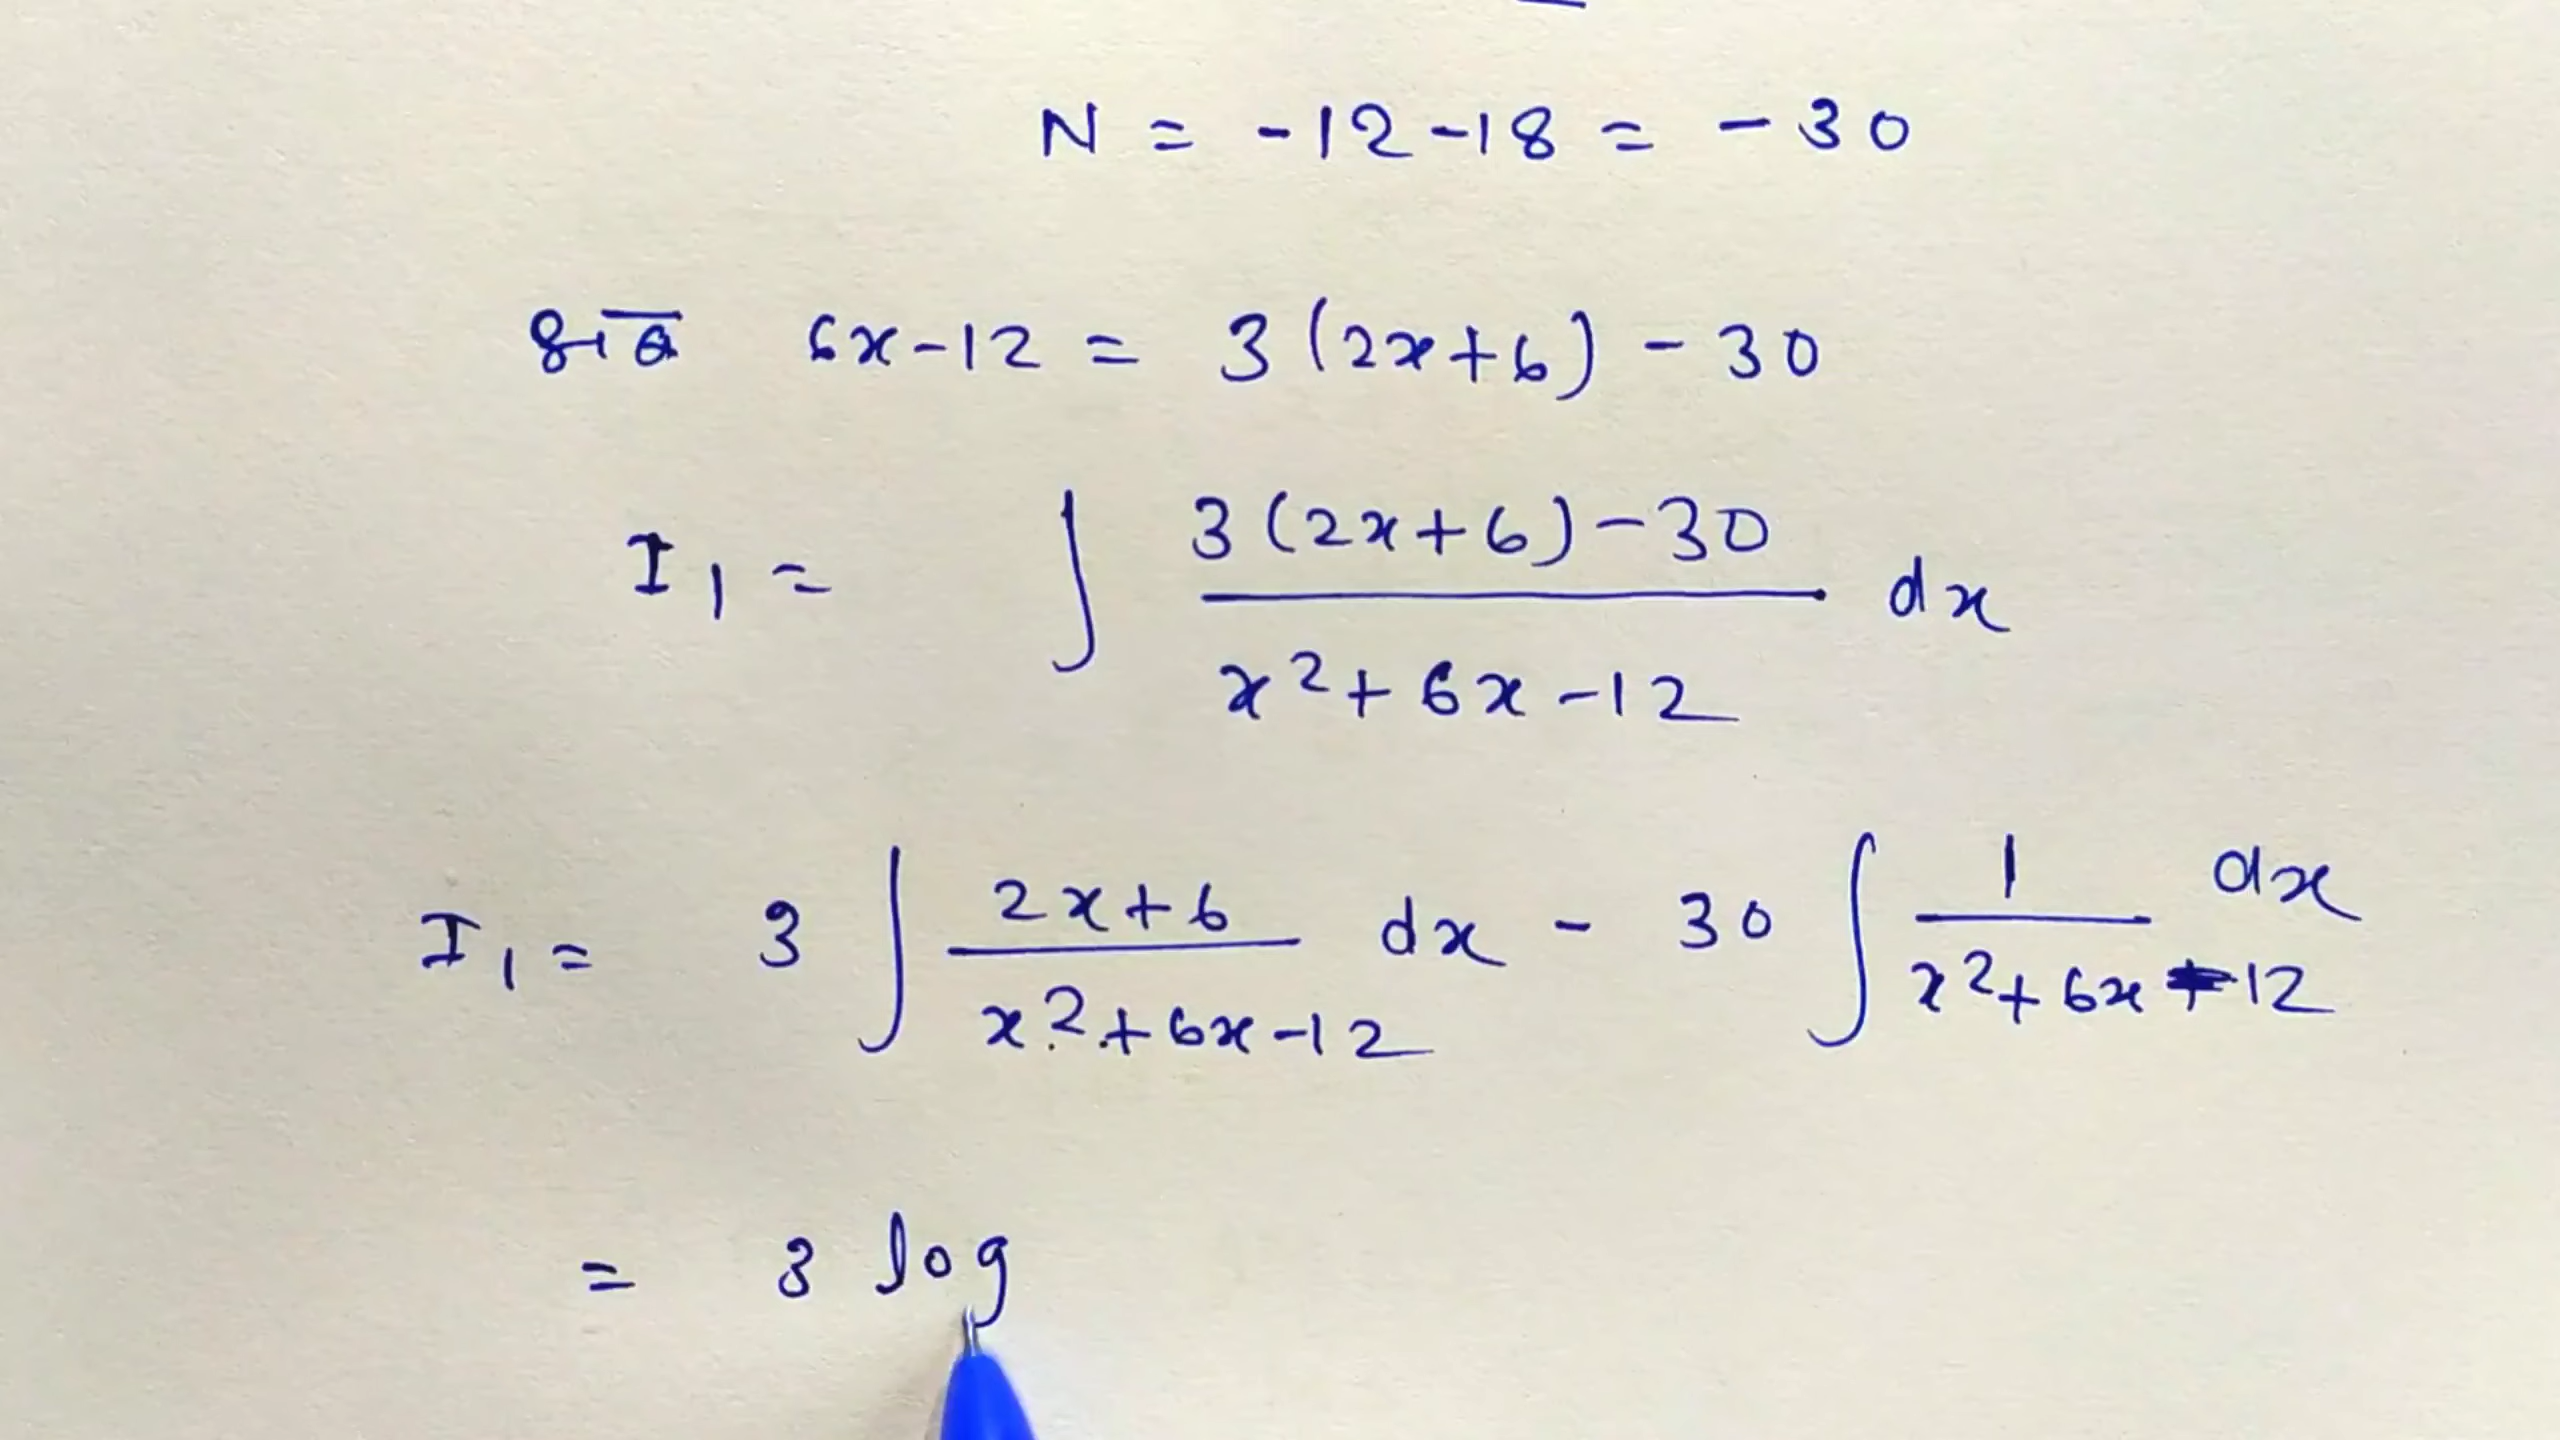 N = -12-18 = -30
अब 6x-12 = 3(2x+6) -30
I₁ = ∫ (3(2x+6)-30)/(x²+6x-12) dx
I₁ = 3 ∫ (2x+6)/(x²+6x-12) dx - 30 ∫ 1/(x²+6x-12) dx
= 3 log